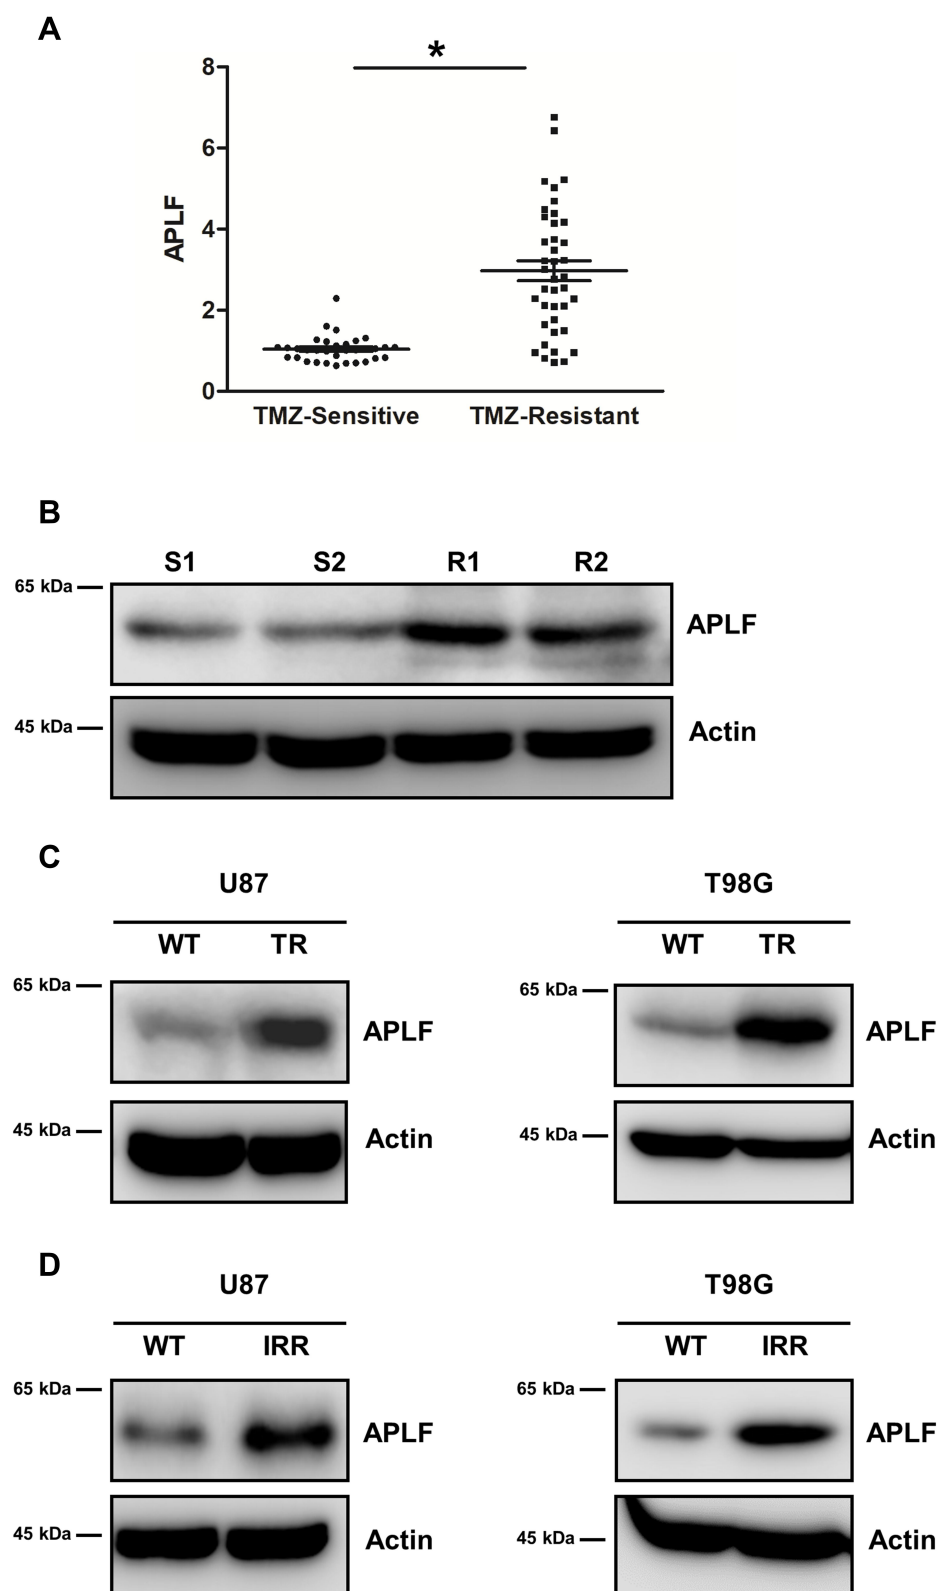 A
*
8
6
4
2
0
APLF
TMZ-Sensitive TMZ-Resistant
B
S1 S2 R1 R2
65 kDa
APLF
45 kDa
Actin
C
U87 T98G
WT TR WT TR
65 kDa 65 kDa
APLF APLF
45 kDa 45 kDa
Actin Actin
D
U87 T98G
WT IRR WT IRR
65 kDa 65 kDa
APLF APLF
45 kDa 45 kDa
Actin Actin